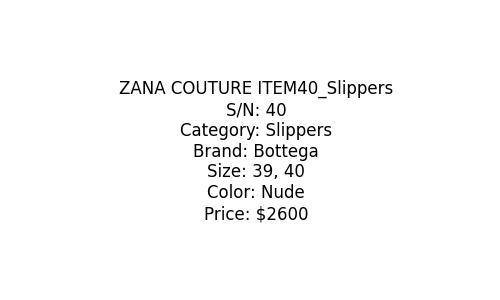 ZANA COUTURE ITEM40_Slippers
S/N: 40
Category: Slippers
Brand: Bottega
Size: 39, 40
Color: Nude
Price: $2600